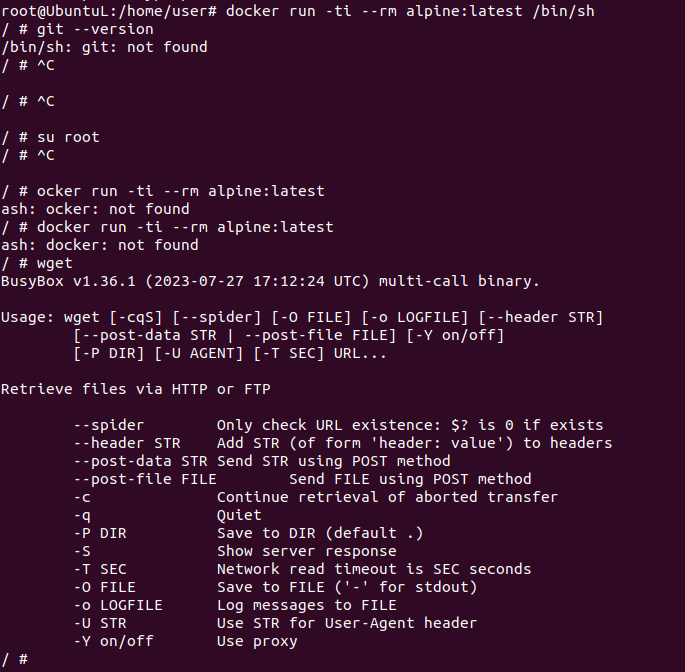 root@UbuntuL:/home/user# docker run -ti --rm alpine:latest /bin/sh
/ # git --version
/bin/sh: git: not found
/ # ^C
/ # ^C
/ # su root
/ # ^C
/ # ocker run -ti --rm alpine:latest
ash: ocker: not found
/ # docker run -ti --rm alpine:latest
ash: docker: not found
/ # wget
BusyBox v1.36.1 (2023-07-27 17:12:24 UTC) multi-call binary.
Usage: wget [-cqS] [--spider] [-O FILE] [-o LOGFILE] [--header STR]
[--post-data STR | --post-file FILE] [-Y on/off]
[-P DIR] [-U AGENT] [-T SEC] URL...
Retrieve files via HTTP or FTP
--spider Only check URL existence: $? is 0 if exists
--header STR Add STR (of form 'header: value') to headers
--post-data STR Send STR using POST method
--post-file FILE Send FILE using POST method
-c Continue retrieval of aborted transfer
-q Quiet
-P DIR Save to DIR (default .)
-S Show server response
-T SEC Network read timeout is SEC seconds
-O FILE Save to FILE ('-' for stdout)
-o LOGFILE Log messages to FILE
-U STR Use STR for User-Agent header
-Y on/off Use proxy
/ #